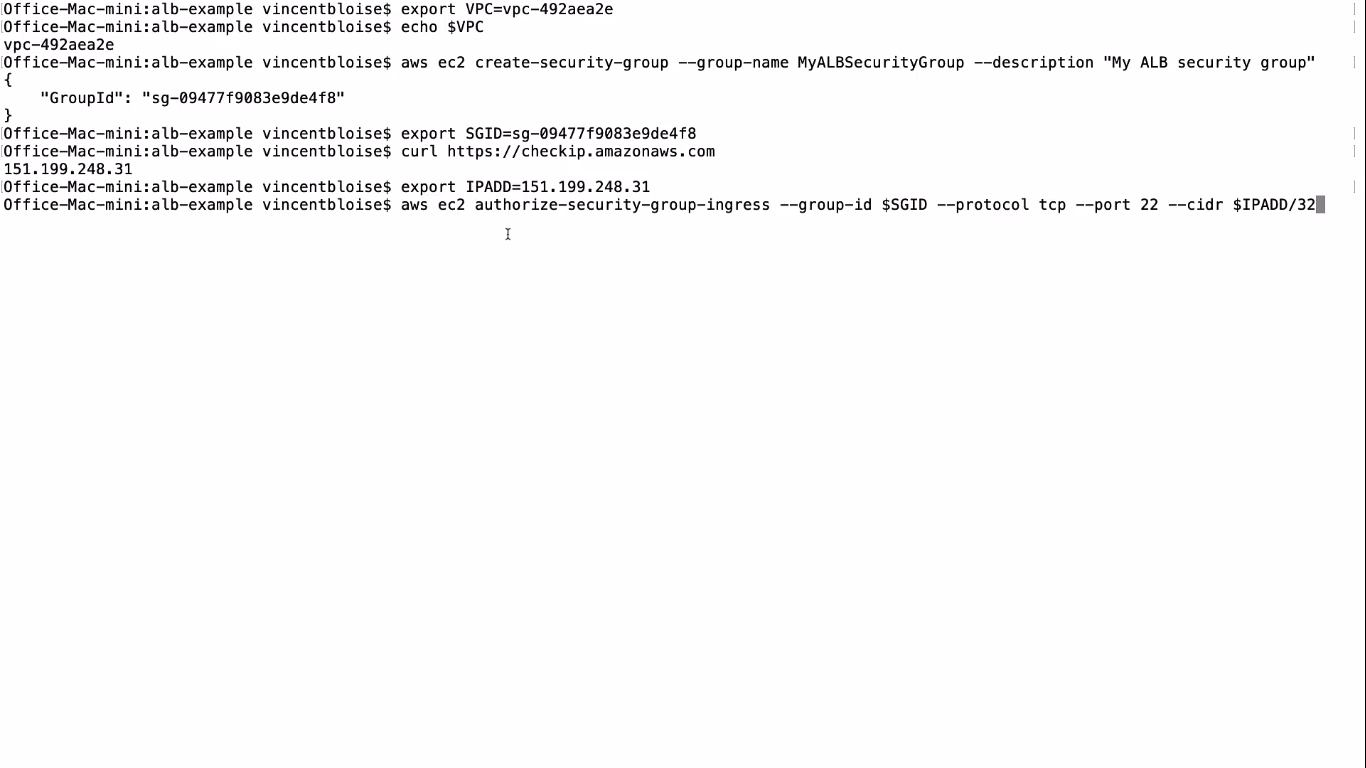 Office-Mac-mini:alb-example vincentbloise$ export VPC=vpc-492aea2e
Office-Mac-mini:alb-example vincentbloise$ echo $VPC
vpc-492aea2e
Office-Mac-mini:alb-example vincentbloise$ aws ec2 create-security-group --group-name MyALBSecurityGroup --description "My ALB security group"
{
    "GroupId": "sg-09477f9083e9de4f8"
}
Office-Mac-mini:alb-example vincentbloise$ export SGID=sg-09477f9083e9de4f8
Office-Mac-mini:alb-example vincentbloise$ curl https://checkip.amazonaws.com
151.199.248.31
Office-Mac-mini:alb-example vincentbloise$ export IPADD=151.199.248.31
Office-Mac-mini:alb-example vincentbloise$ aws ec2 authorize-security-group-ingress --group-id $SGID --protocol tcp --port 22 --cidr $IPADD/32